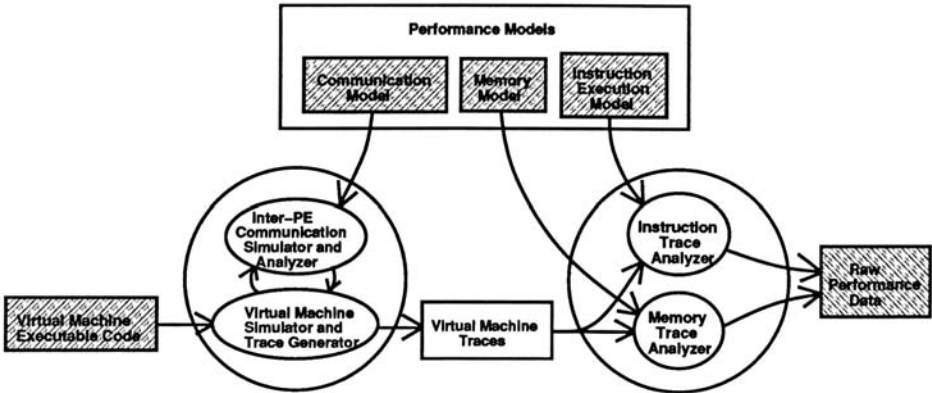 Performance Models
Communication
Model
Memory
Model
Instruction
Execution
Model
Inter-PE
Communication
Simulator and
Analyzer
Virtual Machine
Simulator and
Trace Generator
Virtual Machine
Executable Code
Virtual Machine
Traces
Instruction
Trace
Analyzer
Memory
Trace
Analyzer
Raw
Performance
Data